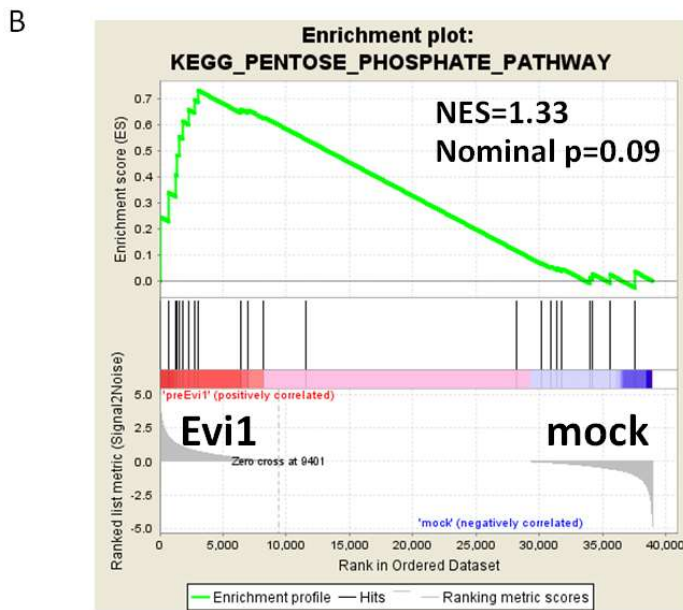 B
Enrichment plot:
KEGG_PENTOSE_PHOSPHATE_PATHWAY
Enrichment score (ES)
0.7
0.6
0.5
0.4
0.3
0.2
0.1
0.0
NES=1.33
Nominal p=0.09
Ranked list metric (Signal2Noise)
5.0
2.5
0.0
-2.5
-5.0
'preEvi1' (positively correlated)
Evi1
mock
Zero cross at 9401
'mock' (negatively correlated)
0 5,000 10,000 15,000 20,000 25,000 30,000 35,000 40,000
Rank in Ordered Dataset
Enrichment profile Hits Ranking metric scores